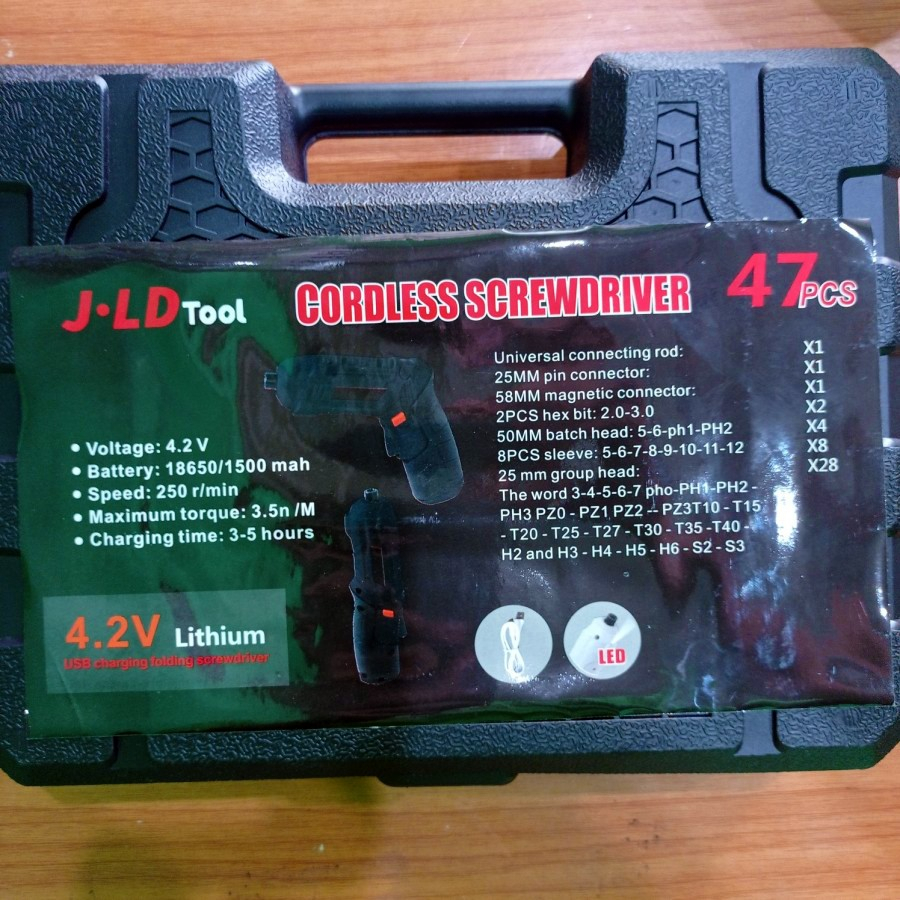 J·LD Tool
CORDLESS SCREWDRIVER
47PCS
• Voltage: 4.2 V
• Battery: 18650/1500 mah
• Speed: 250 r/min
• Maximum torque: 3.5n /M
• Charging time: 3-5 hours
4.2V Lithium
USB charging folding screwdriver
Universal connecting rod: X1
25MM pin connector: X1
58MM magnetic connector: X1
2PCS hex bit: 2.0-3.0 X2
50MM batch head: 5-6-ph1-PH2 X4
8PCS sleeve: 5-6-7-8-9-10-11-12 X8
25 mm group head: X28
The word 3-4-5-6-7 pho-PH1-PH2 -
PH3 PZ0 - PZ1 PZ2 - PZ3T10 - T15
- T20 - T25 - T27 - T30 - T35 -T40 -
H2 and H3 - H4 - H5 - H6 - S2 - S3
LED